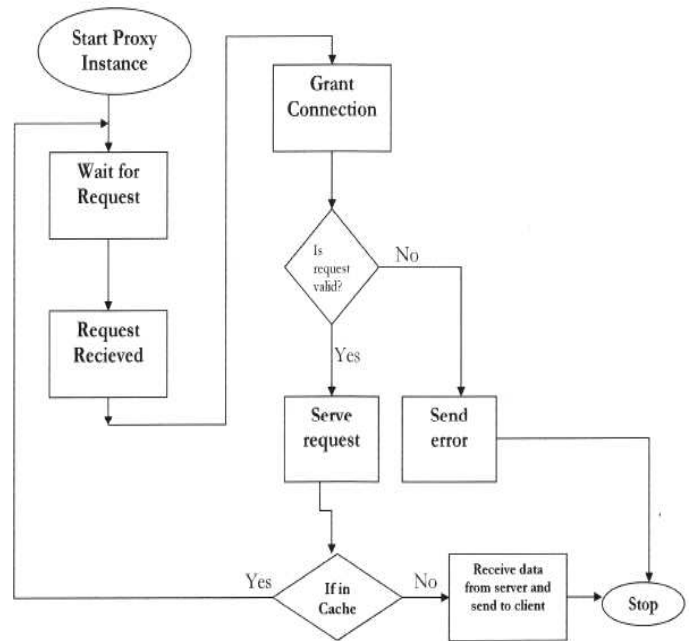 Start Proxy
Instance
Wait for
Request
Request
Recieved
Grant
Connection
Is
request
valid?
No
Yes
Serve
request
Send
error
Yes
If in
Cache
No
Receive data
from server and
send to client
Stop